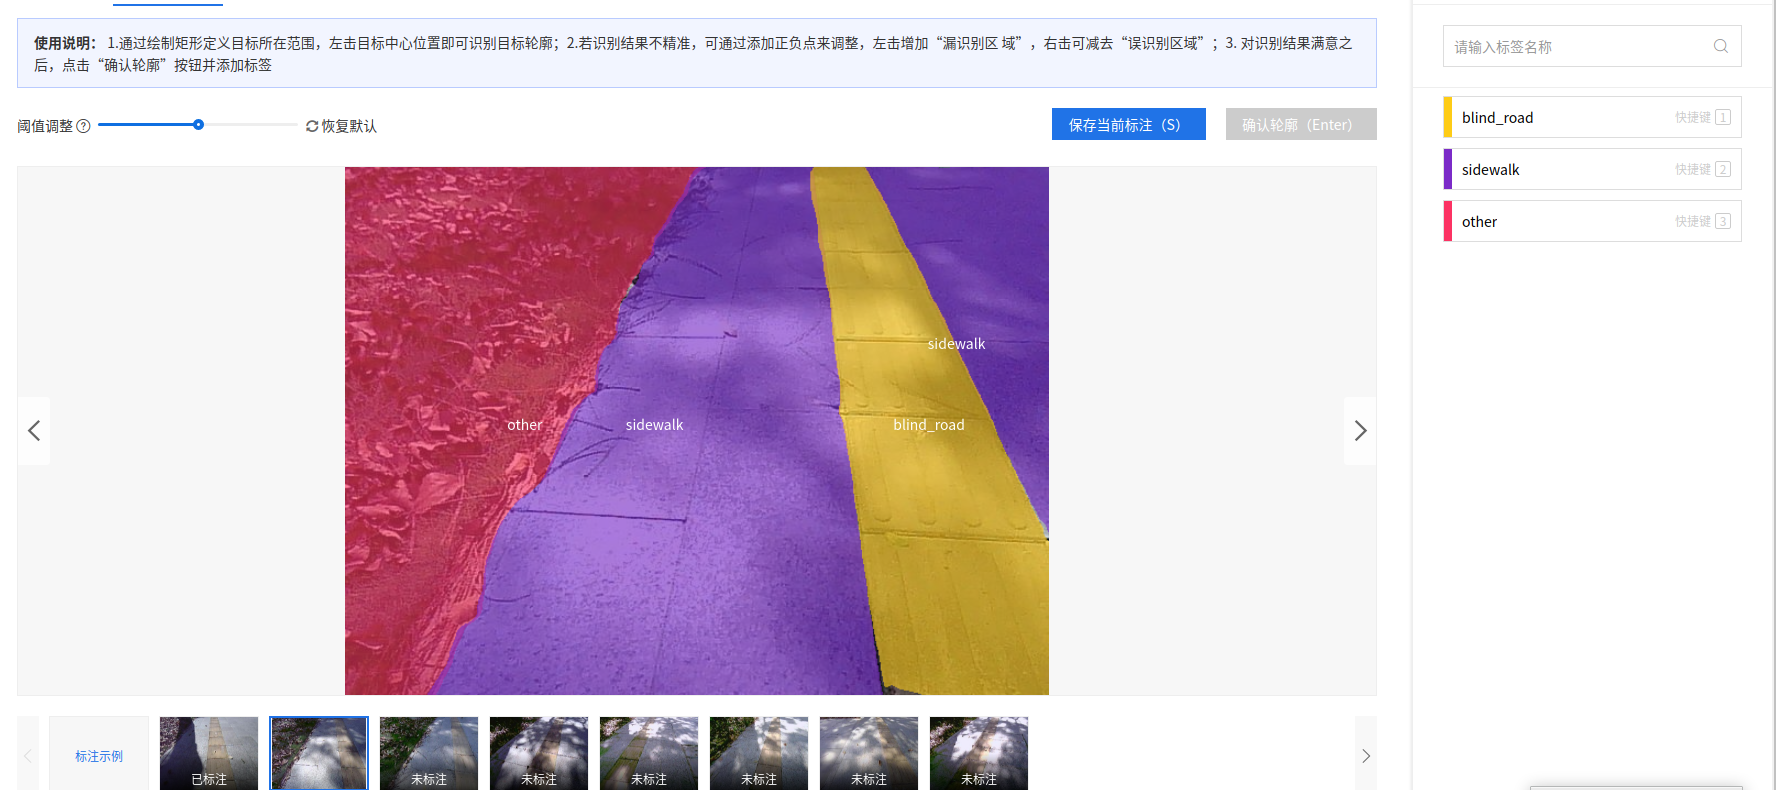 使用说明： 1.通过绘制矩形定义目标所在范围，左击目标中心位置即可识别目标轮廓；2.若识别结果不精准，可通过添加正负点来调整，左击增加“漏识别区 域”，右击可减去“误识别区域”；3. 对识别结果满意之
后，点击“确认轮廓”按钮并添加标签
阈值调整 ? 恢复默认 保存当前标注（S） 确认轮廓（Enter）
请输入标签名称
blind_road 快捷键 1
sidewalk 快捷键 2
other 快捷键 3
sidewalk
other sidewalk blind_road
标注示例
已标注 未标注 未标注 未标注 未标注 未标注 未标注